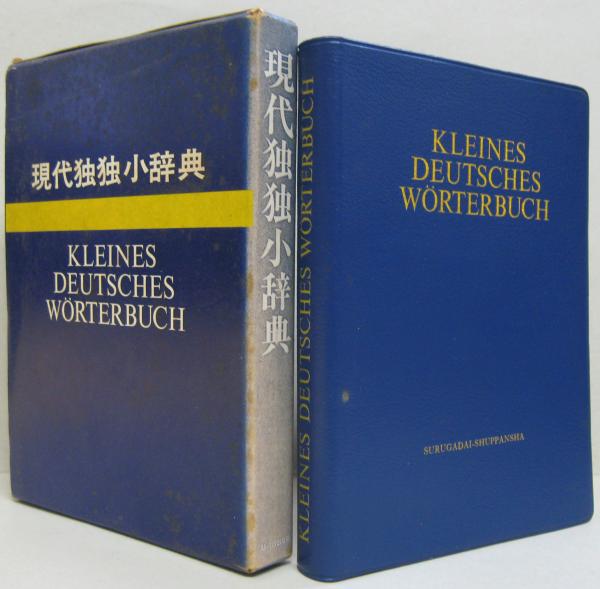 現代独独小辞典
KLEINES
DEUTSCHES
WÖRTERBUCH
現代独独小辞典
KLEINES DEUTSCHES WÖRTERBUCH
KLEINES
DEUTSCHES
WÖRTERBUCH
SURUGADAI-SHUPPANSHA